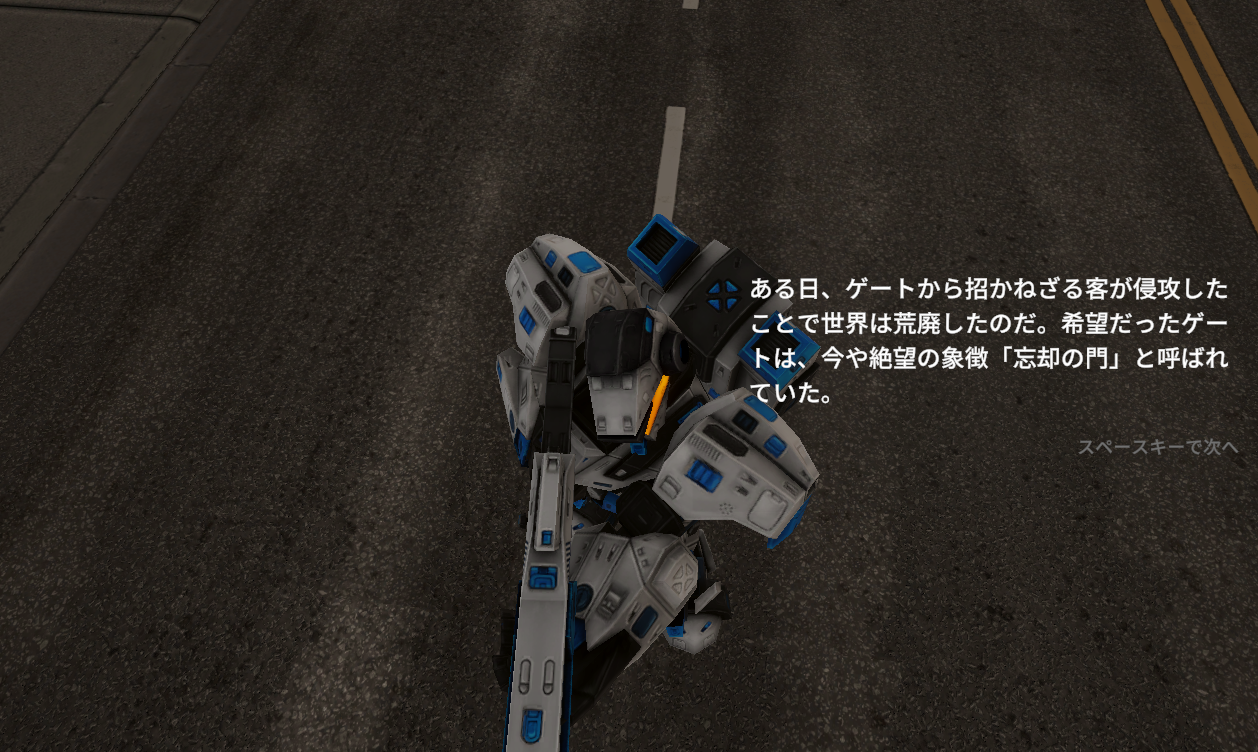 ある日、ゲートから招かねざる客が侵攻した
ことで世界は荒廃したのだ。希望だったゲー
トは、今や絶望の象徴「忘却の門」と呼ばれ
ていた。
スペースキーで次へ